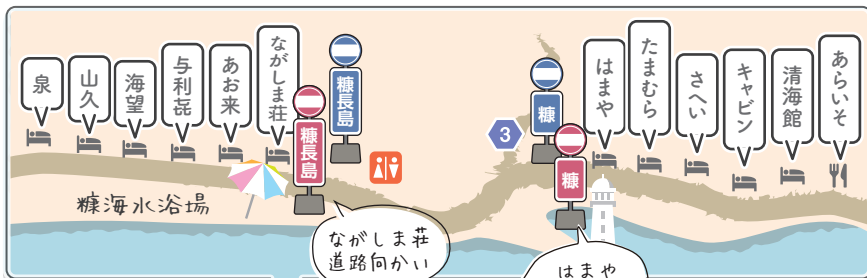 泉
山久
海望
与利㐂
あお来
ながしま荘
糠長島
糠長島
3
糠
糠
はまや
たまむら
さへい
キャビン
清海館
あらいそ
糠海水浴場
ながしま荘
道路向かい
はまや